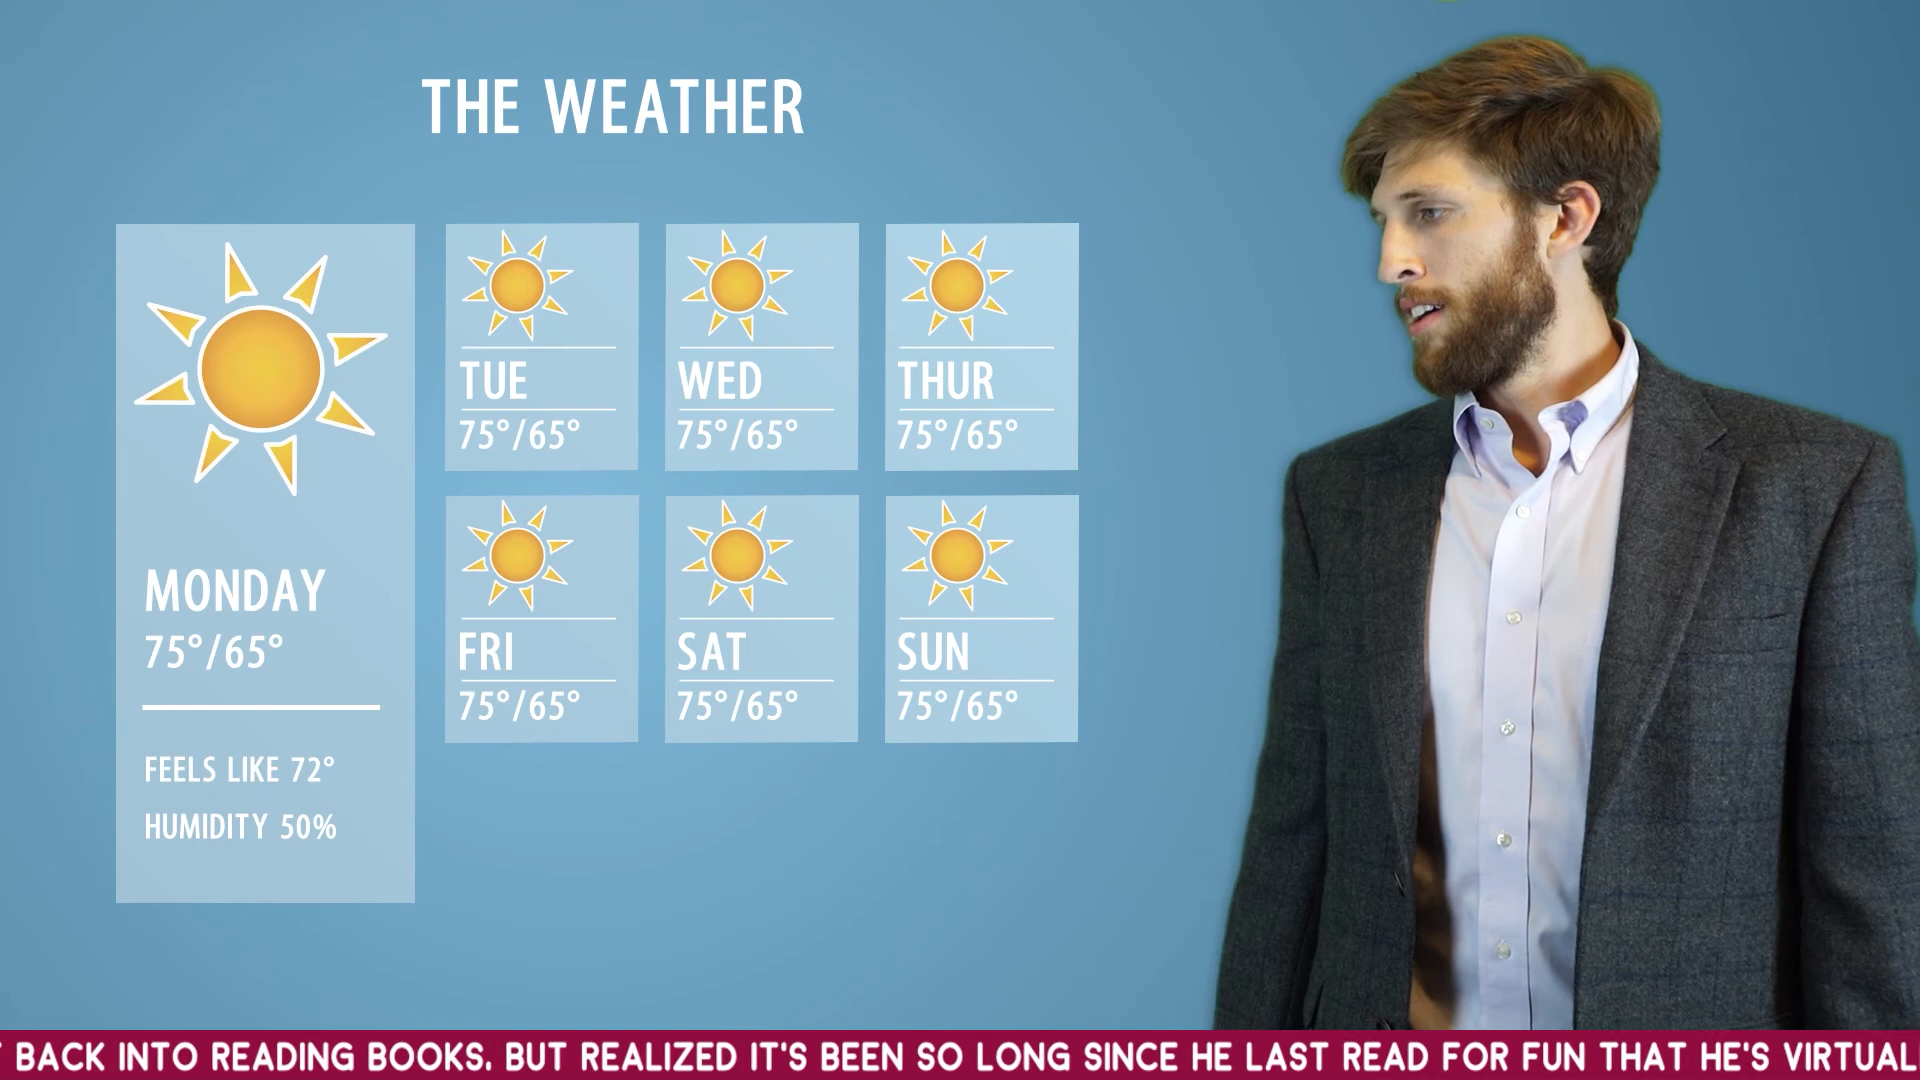 THE WEATHER
MONDAY
75°/65°
FEELS LIKE 72°
HUMIDITY 50%
TUE
75°/65°
WED
75°/65°
THUR
75°/65°
FRI
75°/65°
SAT
75°/65°
SUN
75°/65°
BACK INTO READING BOOKS. BUT REALIZED IT'S BEEN SO LONG SINCE HE LAST READ FOR FUN THAT HE'S